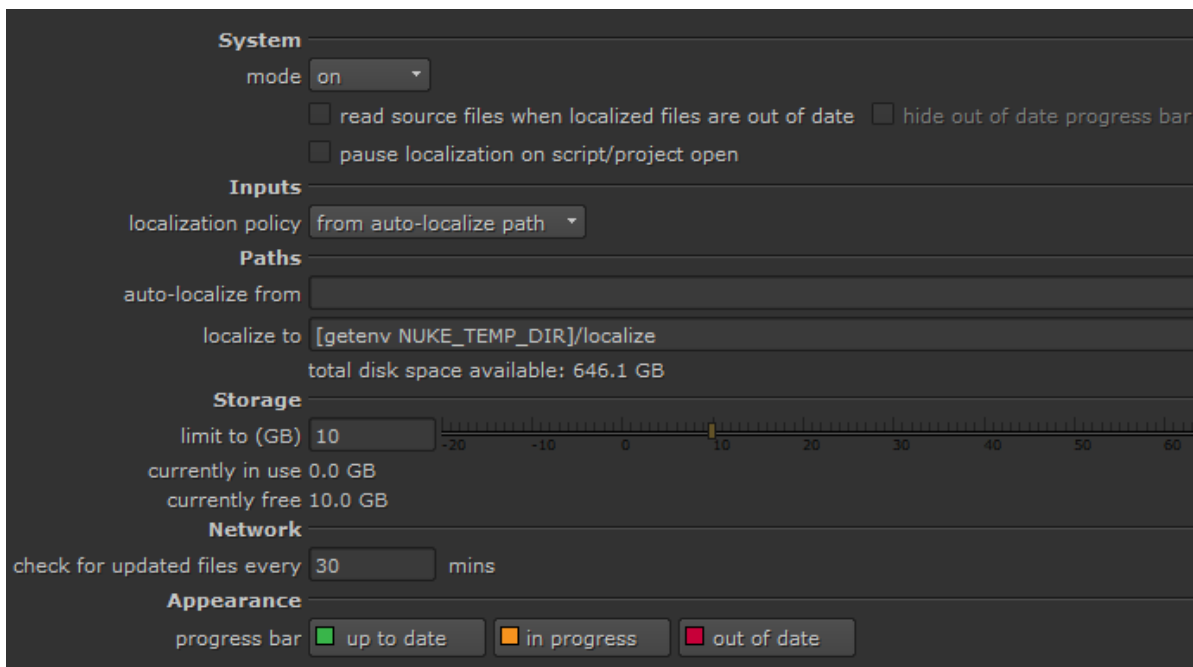 System
mode on
read source files when localized files are out of date hide out of date progress bar
pause localization on script/project open
Inputs
localization policy from auto-localize path
Paths
auto-localize from
localize to [getenv NUKE_TEMP_DIR]/localize
total disk space available: 646.1 GB
Storage
limit to (GB) 10
-20 -10 0 10 20 30 40 50 60
currently in use 0.0 GB
currently free 10.0 GB
Network
check for updated files every 30 mins
Appearance
progress bar up to date in progress out of date